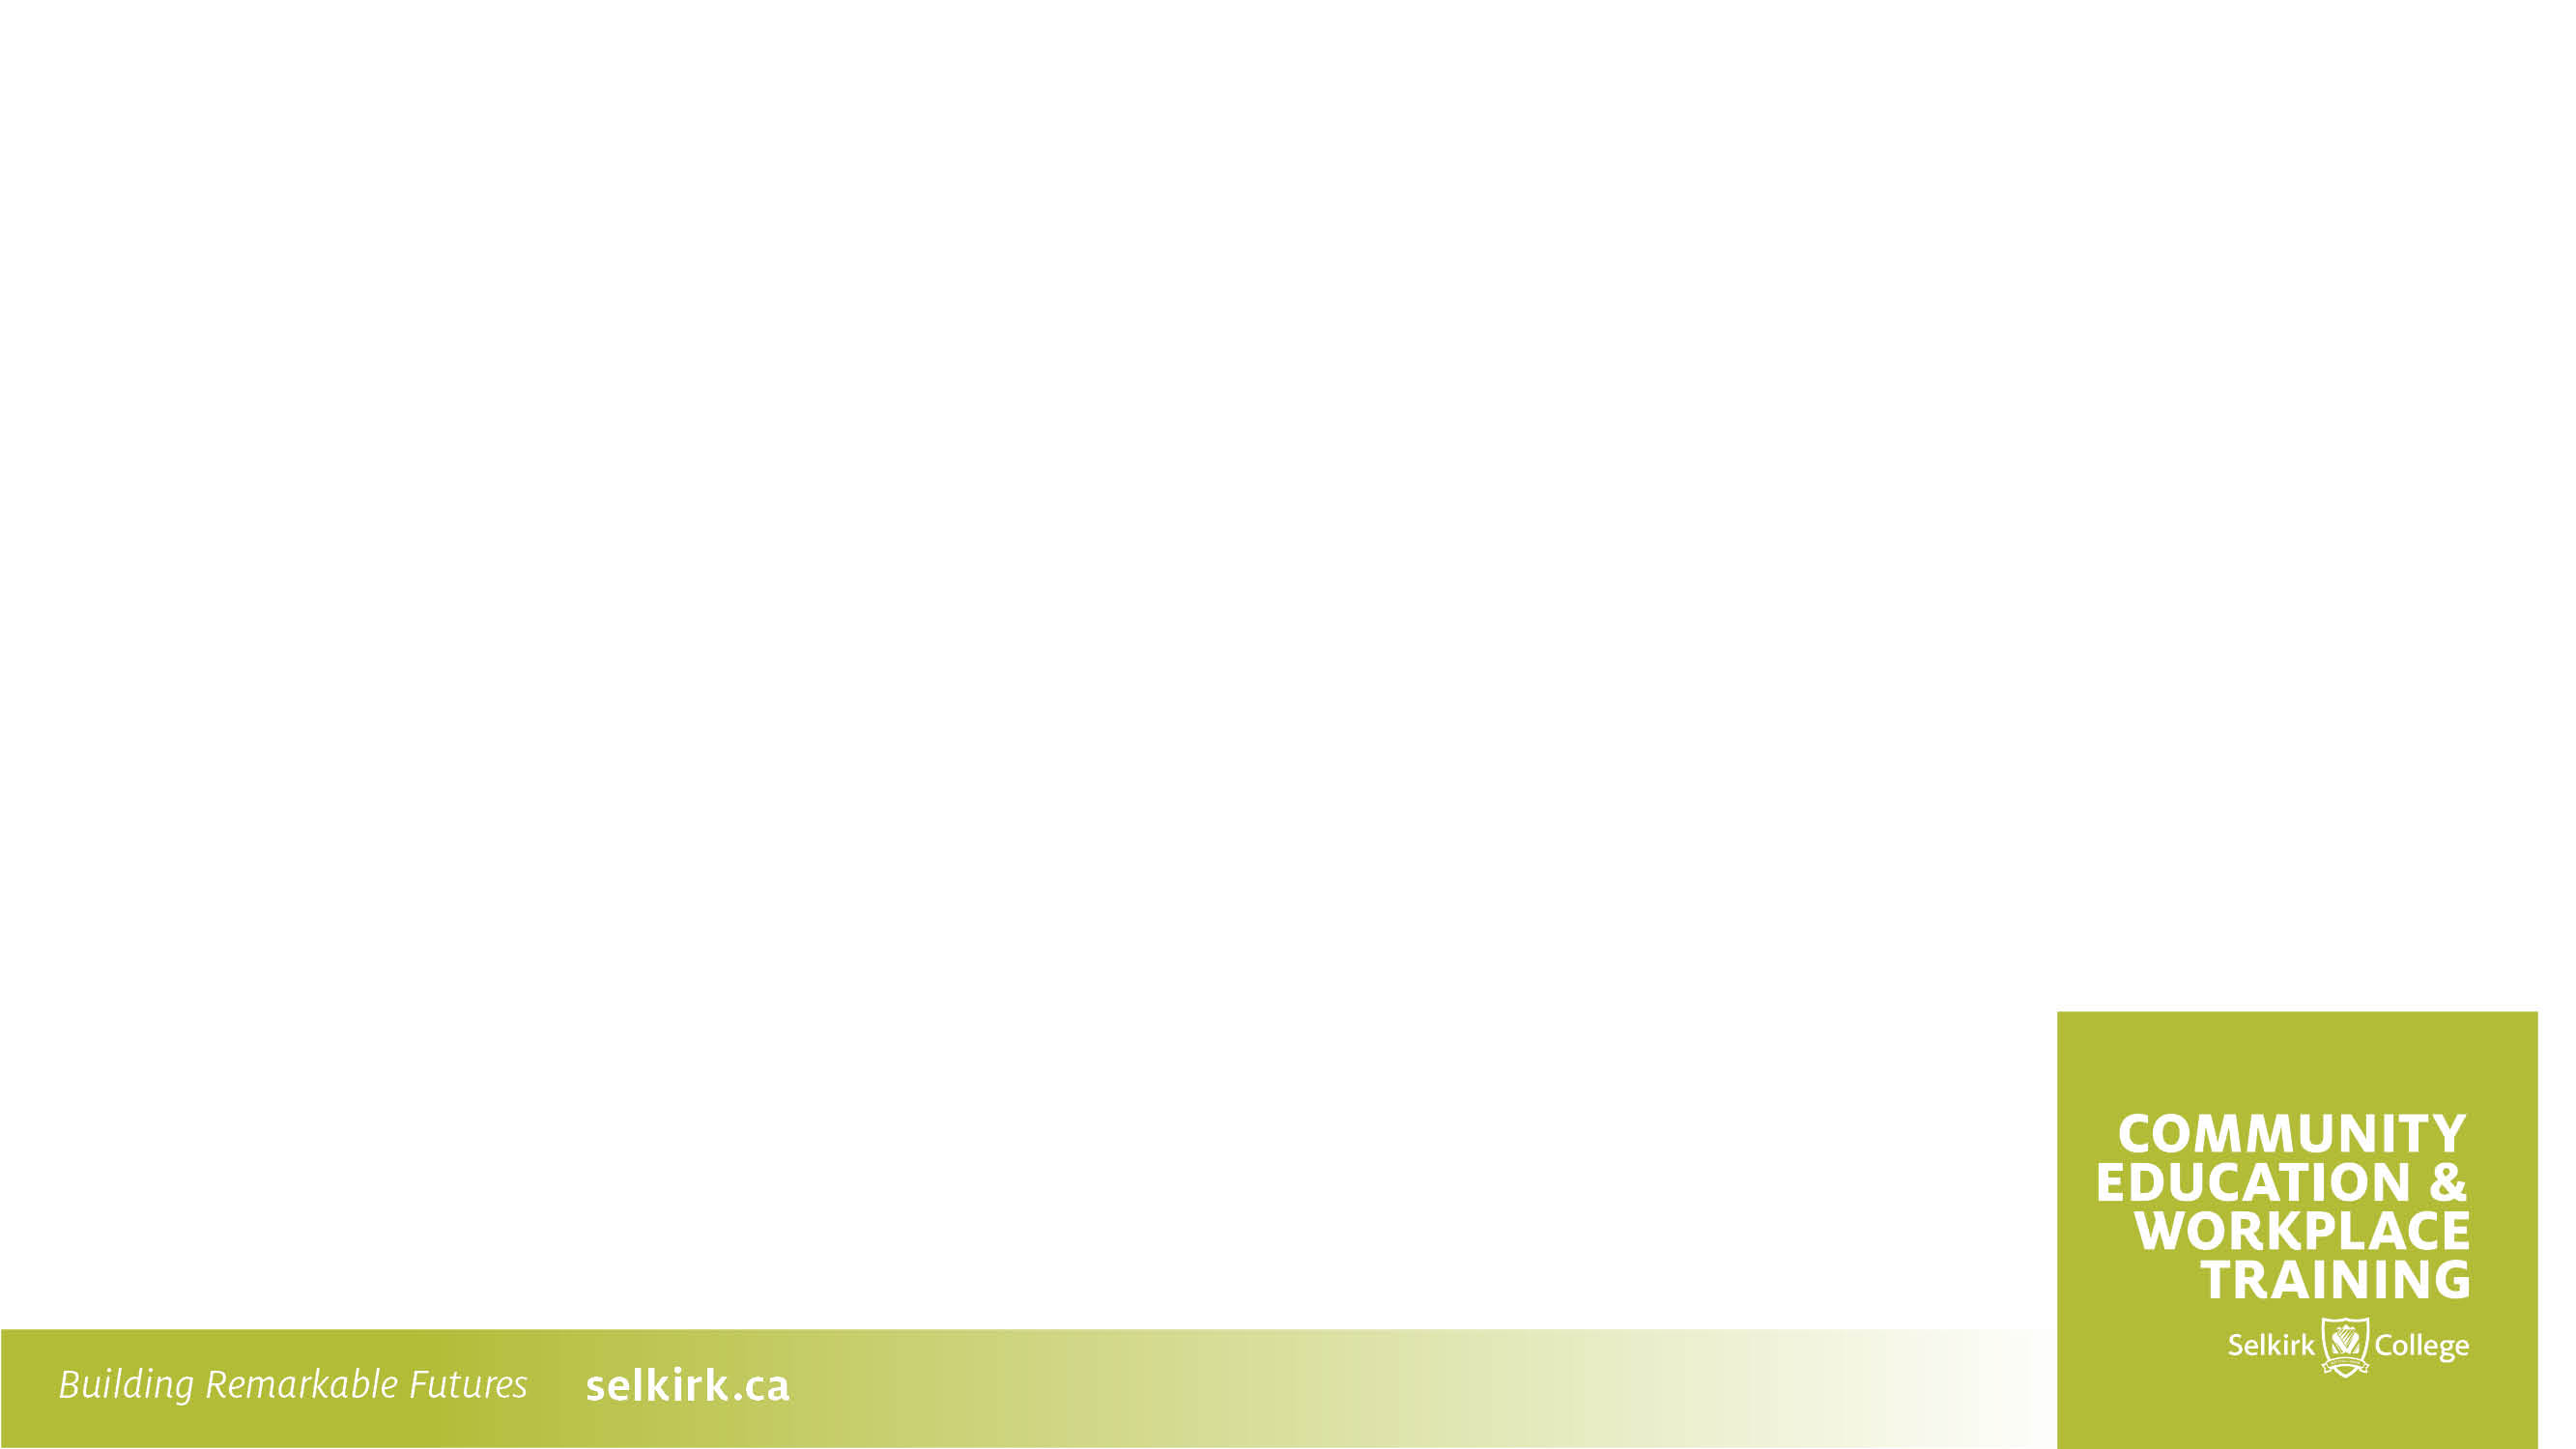 COMMUNITY
EDUCATION &
WORKPLACE
TRAINING
Selkirk College
Building Remarkable Futures selkirk.ca